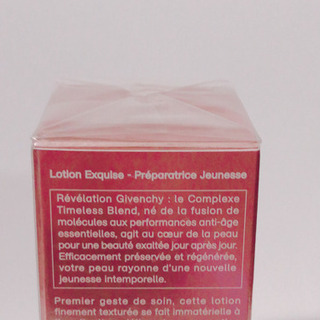 Lotion Exquise - Préparatrice Jeunesse
Révélation Givenchy : le Complexe
Timeless Blend, né de la fusion de
molécules aux performances anti-âge
essentielles, agit au cœur de la peau
pour une beauté exaltée jour après jour.
Efficacement préservée et régénérée,
votre peau rayonne d'une nouvelle
jeunesse intemporelle.
Premier geste de soin, cette lotion
finement texturée se fait immatérielle à